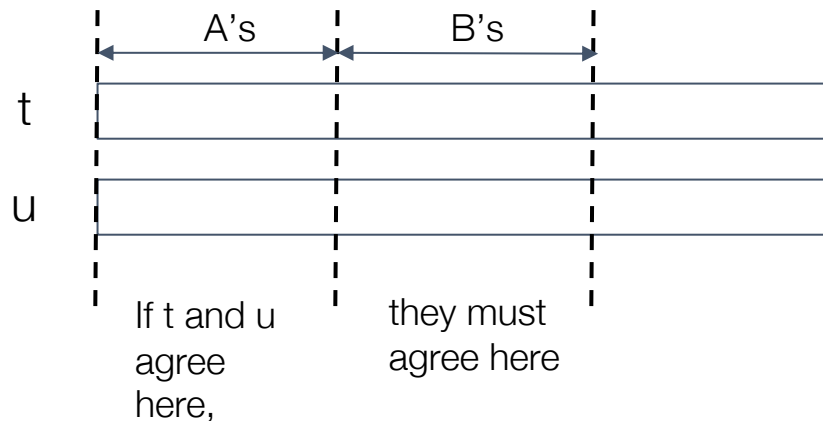 A's B's
t
u
If t and u
agree
here,
they must
agree here